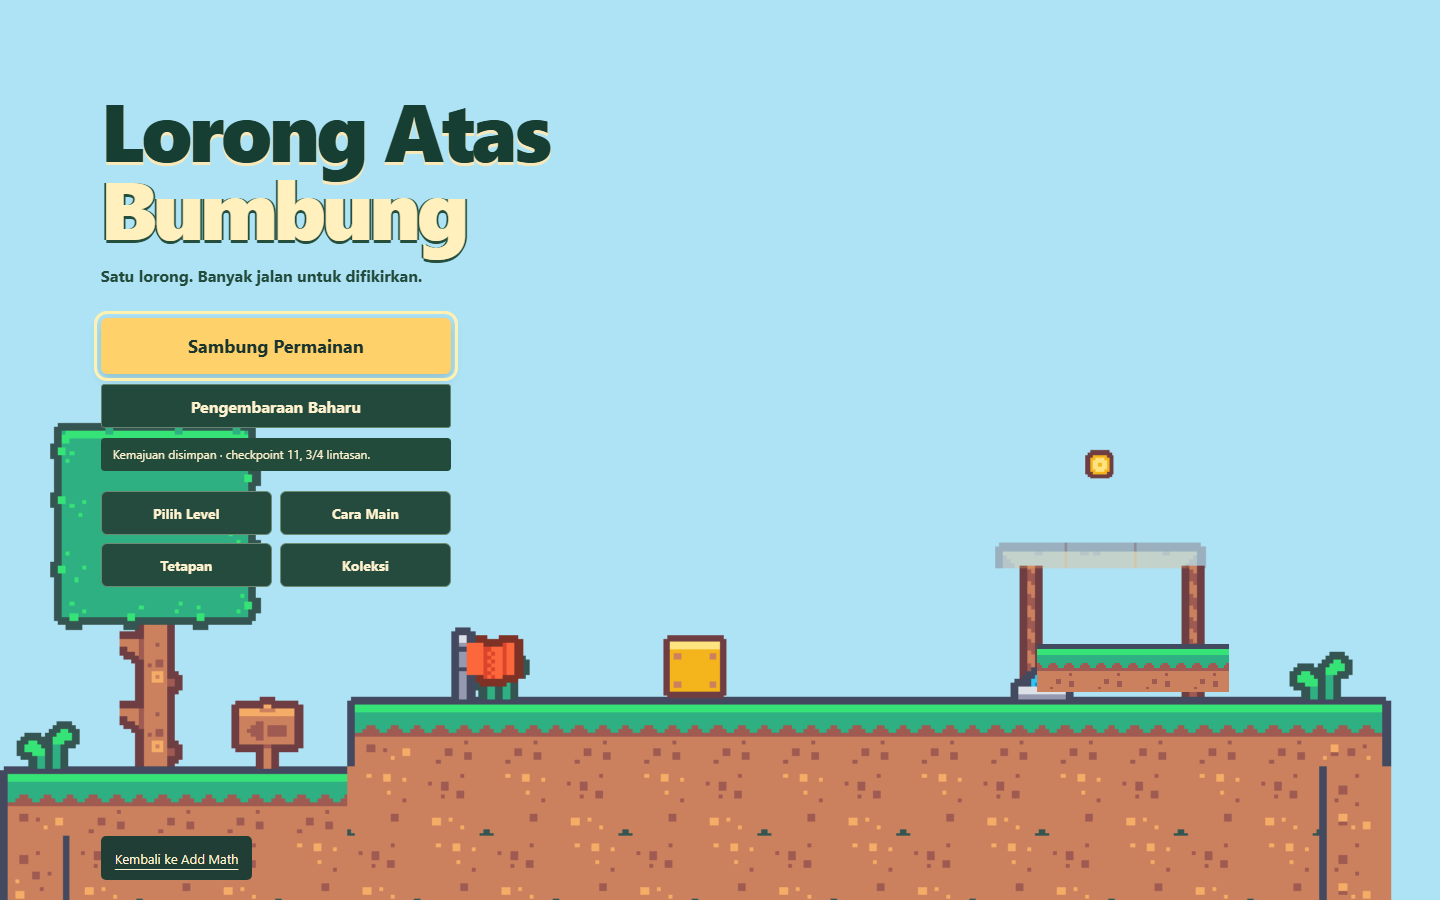 Lorong Atas
Bumbung
Satu lorong. Banyak jalan untuk difikirkan.
Sambung Permainan
Pengembaraan Baharu
Kemajuan disimpan · checkpoint 11, 3/4 lintasan.
Pilih Level
Cara Main
Tetapan
Koleksi
Kembali ke Add Math